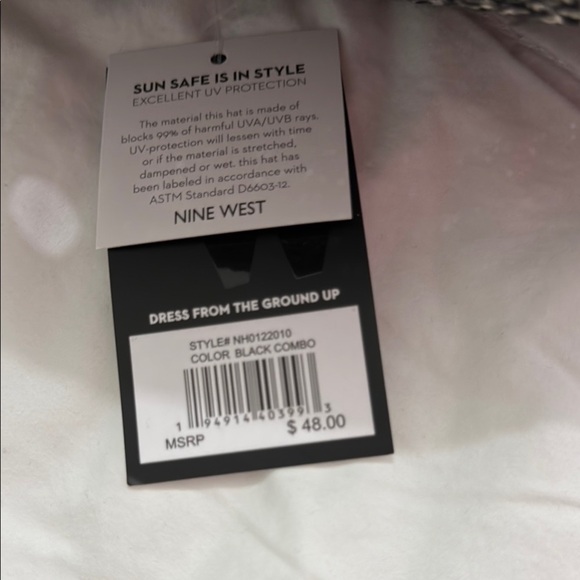 SUN SAFE IS IN STYLE
EXCELLENT UV PROTECTION
The material this hat is made of
blocks 99% of harmful UVA/UVB rays.
UV-protection will lessen with time
or if the material is stretched,
dampened or wet. this hat has
been labeled in accordance with
ASTM Standard D6603-12.
NINE WEST
DRESS FROM THE GROUND UP
STYLE# NH0122010
COLOR BLACK COMBO
1 94914 40399 3
MSRP $ 48.00